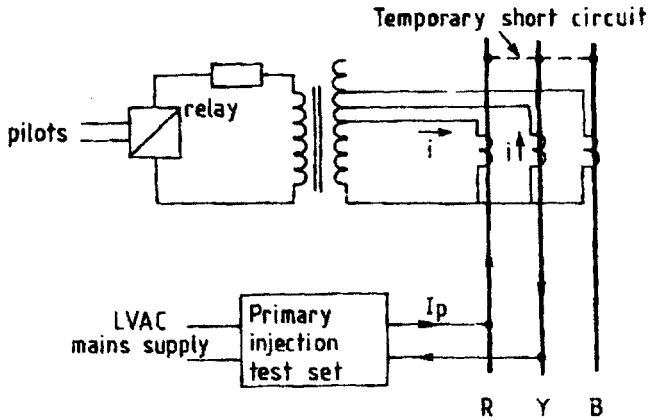 Temporary short circuit
relay
pilots
i
i
Ip
LVAC
mains supply
Primary
injection
test set
R Y B